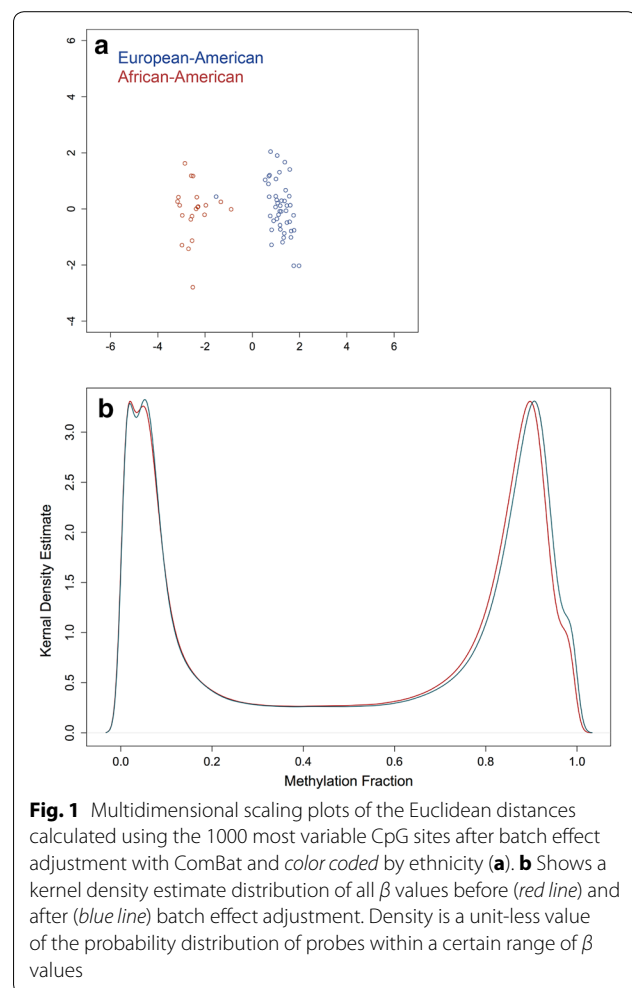 a
European-American
African-American
6
4
2
0
-2
-4
-6 -4 -2 0 2 4 6
b
Kernal Density Estimate
3.0
2.5
2.0
1.5
1.0
0.5
0.0
0.0 0.2 0.4 0.6 0.8 1.0
Methylation Fraction
Fig. 1 Multidimensional scaling plots of the Euclidean distances
calculated using the 1000 most variable CpG sites after batch effect
adjustment with ComBat and color coded by ethnicity (a). b Shows a
kernel density estimate distribution of all β values before (red line) and
after (blue line) batch effect adjustment. Density is a unit-less value
of the probability distribution of probes within a certain range of β
values